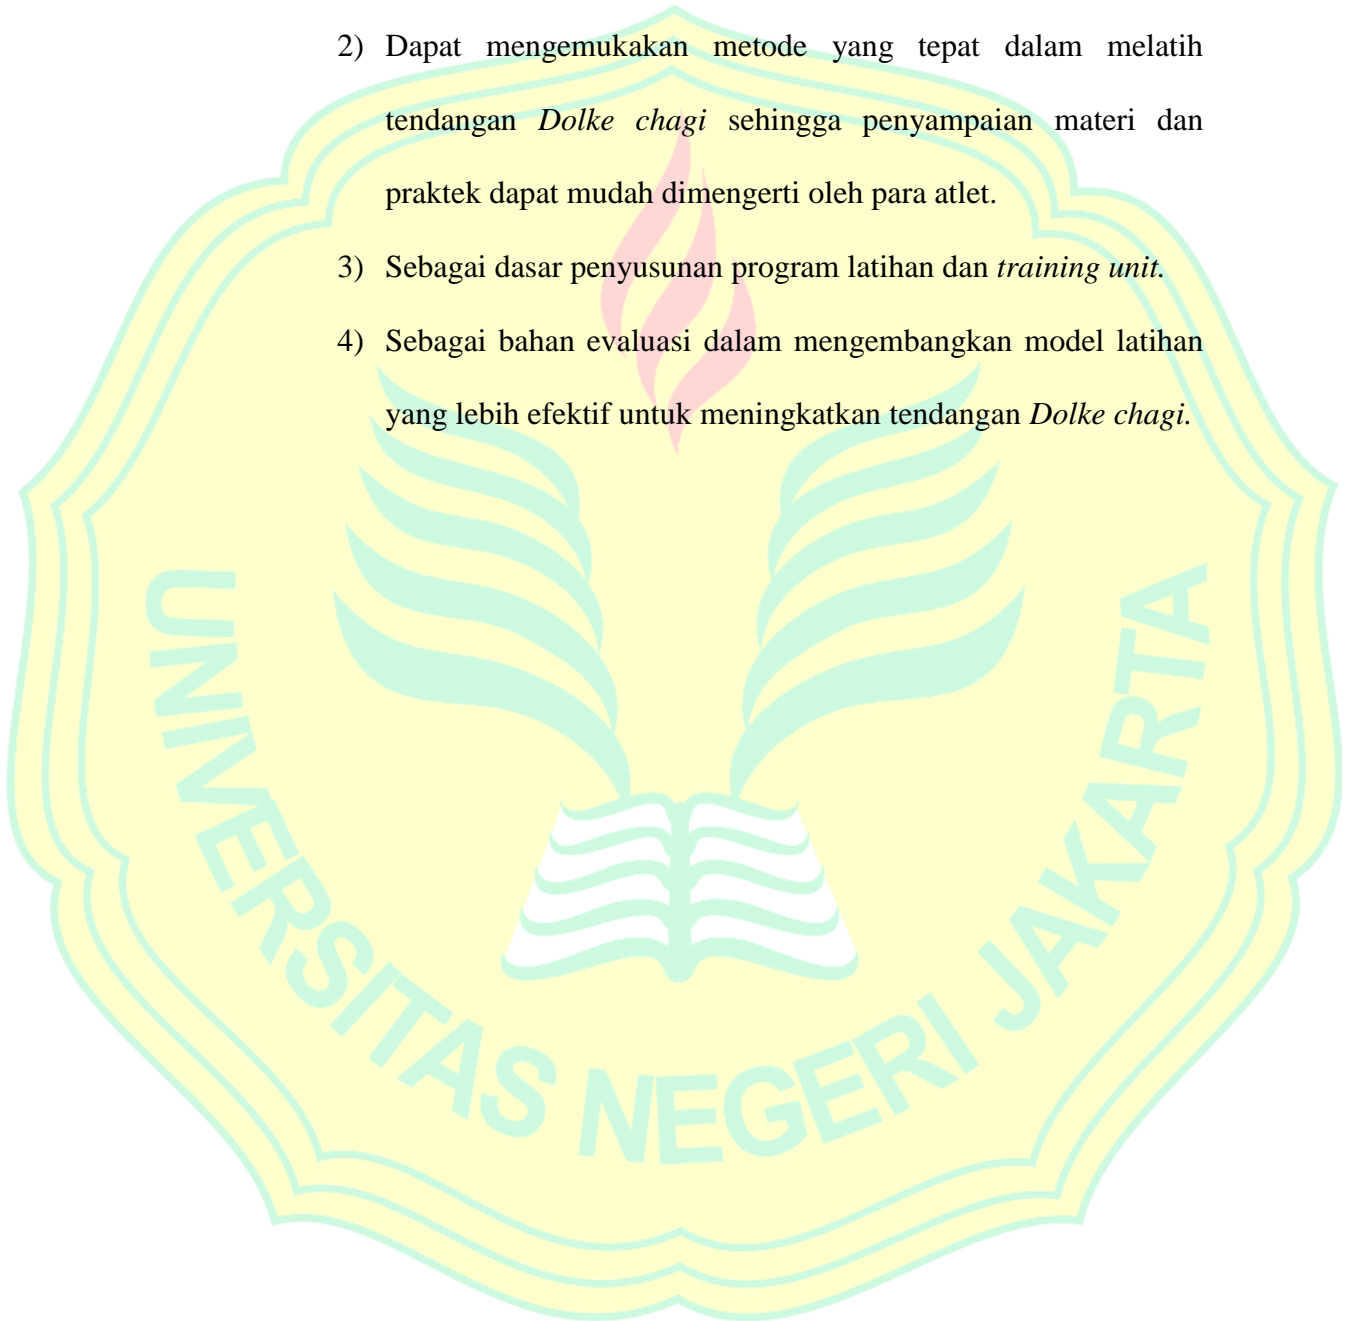 2) Dapat mengemukakan metode yang tepat dalam melatih
tendangan Dolke chagi sehingga penyampaian materi dan
praktek dapat mudah dimengerti oleh para atlet.
3) Sebagai dasar penyusunan program latihan dan training unit.
4) Sebagai bahan evaluasi dalam mengembangkan model latihan
yang lebih efektif untuk meningkatkan tendangan Dolke chagi.
UNIVERSITAS NEGERI JAKARTA